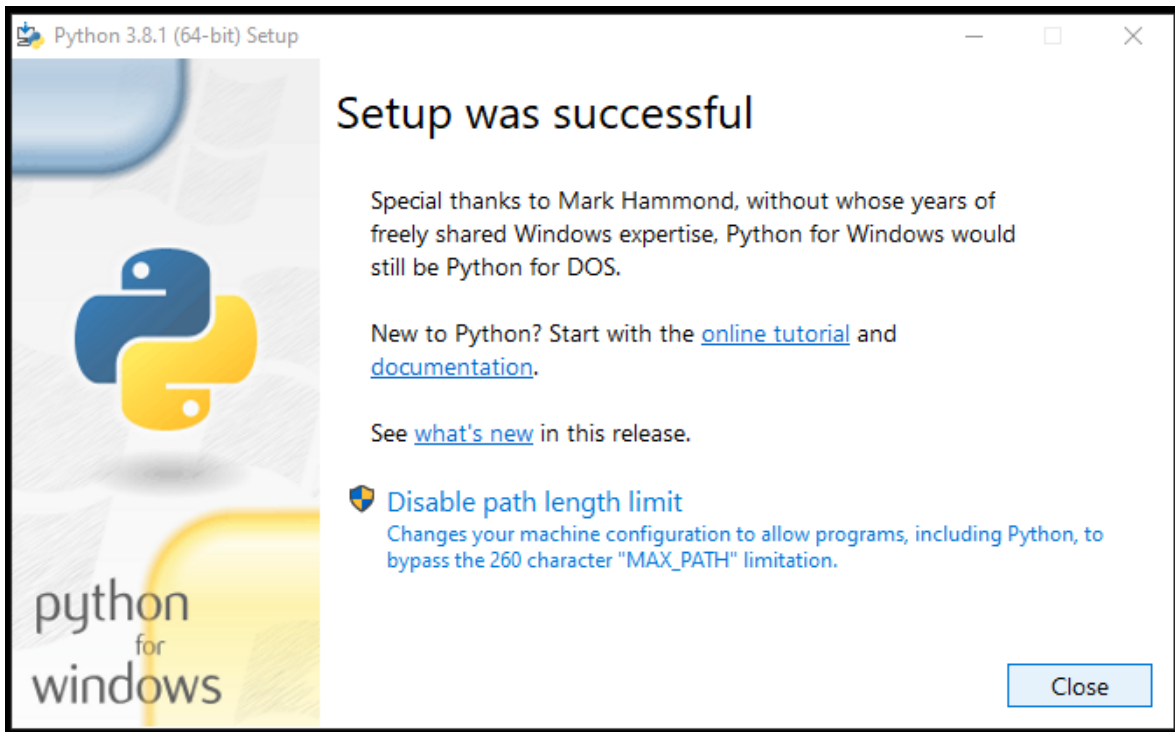 Python 3.8.1 (64-bit) Setup
Setup was successful
Special thanks to Mark Hammond, without whose years of
freely shared Windows expertise, Python for Windows would
still be Python for DOS.
New to Python? Start with the online tutorial and
documentation.
See what's new in this release.
Disable path length limit
Changes your machine configuration to allow programs, including Python, to
bypass the 260 character "MAX_PATH" limitation.
python
for
windows
Close